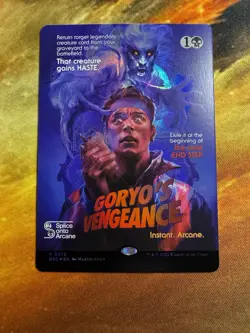 Return target legendary
creature card from your
graveyard to the
battlefield.
That creature
gains HASTE.
1
Exile it at the
beginning of
END STEP.
GORYO'S
VENGEANCE
Instant. Arcane.
Splice
onto
Arcane